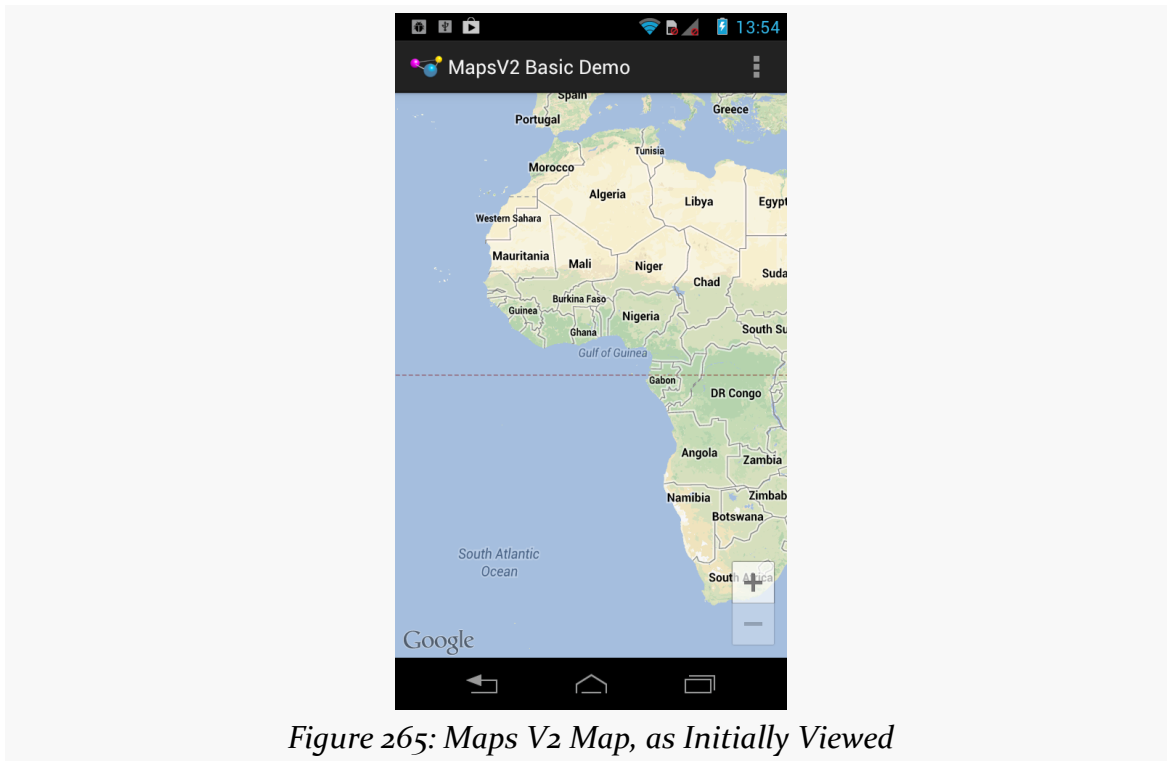 13:54
MapsV2 Basic Demo
Spain
Portugal
Greece
Tunisia
Morocco
Algeria
Libya
Egypt
Western Sahara
Mauritania
Mali
Niger
Chad
Suda
Burkina Faso
Guinea
Nigeria
Ghana
South Su
Gulf of Guinea
Gabon
DR Congo
Angola
Zambia
Namibia
Zimbab
Botswana
South Atlantic
Ocean
South Africa
+
−
Google
Figure 265: Maps V2 Map, as Initially Viewed